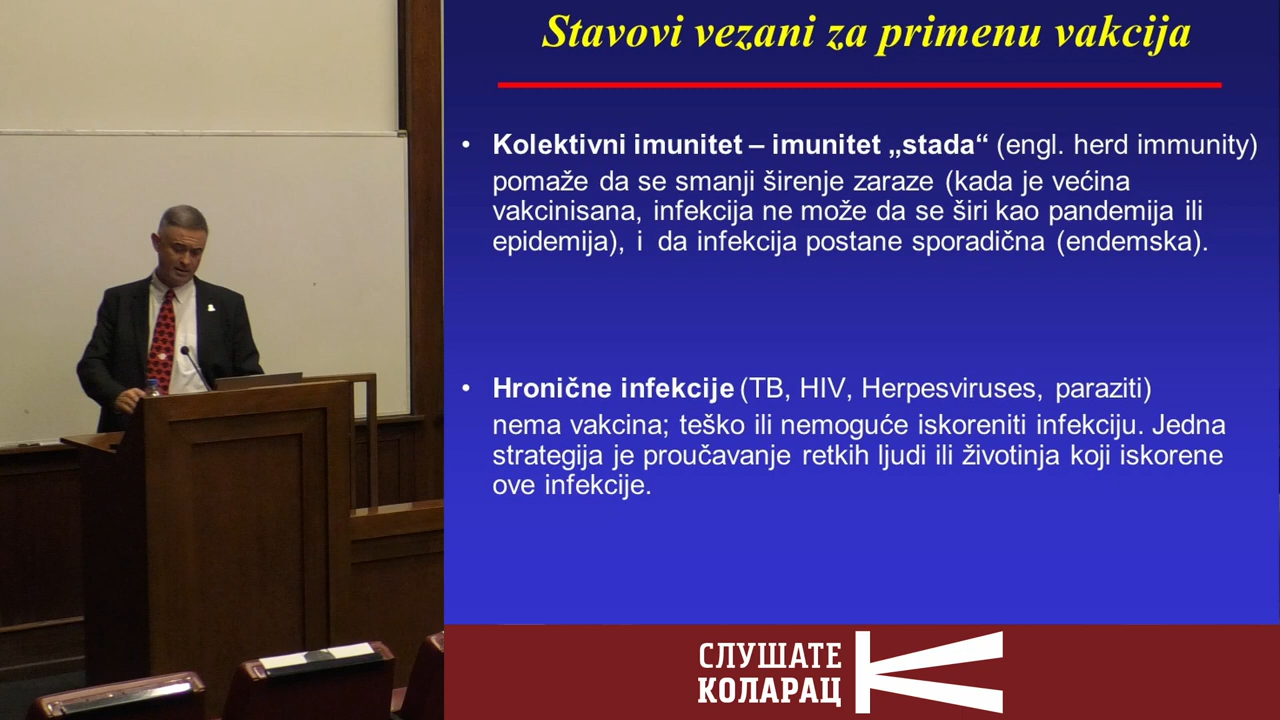 Stavovi vezani za primenu vakcija
• Kolektivni imunitet – imunitet „stada“ (engl. herd immunity)
pomaže da se smanji širenje zaraze (kada je većina
vakcinisana, infekcija ne može da se širi kao pandemija ili
epidemija), i da infekcija postane sporadična (endemska).
• Hronične infekcije (TB, HIV, Herpesviruses, paraziti)
nema vakcina; teško ili nemoguće iskoreniti infekciju. Jedna
strategija je proučavanje retkih ljudi ili životinja koji iskorene
ove infekcije.
СЛУШАТЕ
КОЛАРАЦ